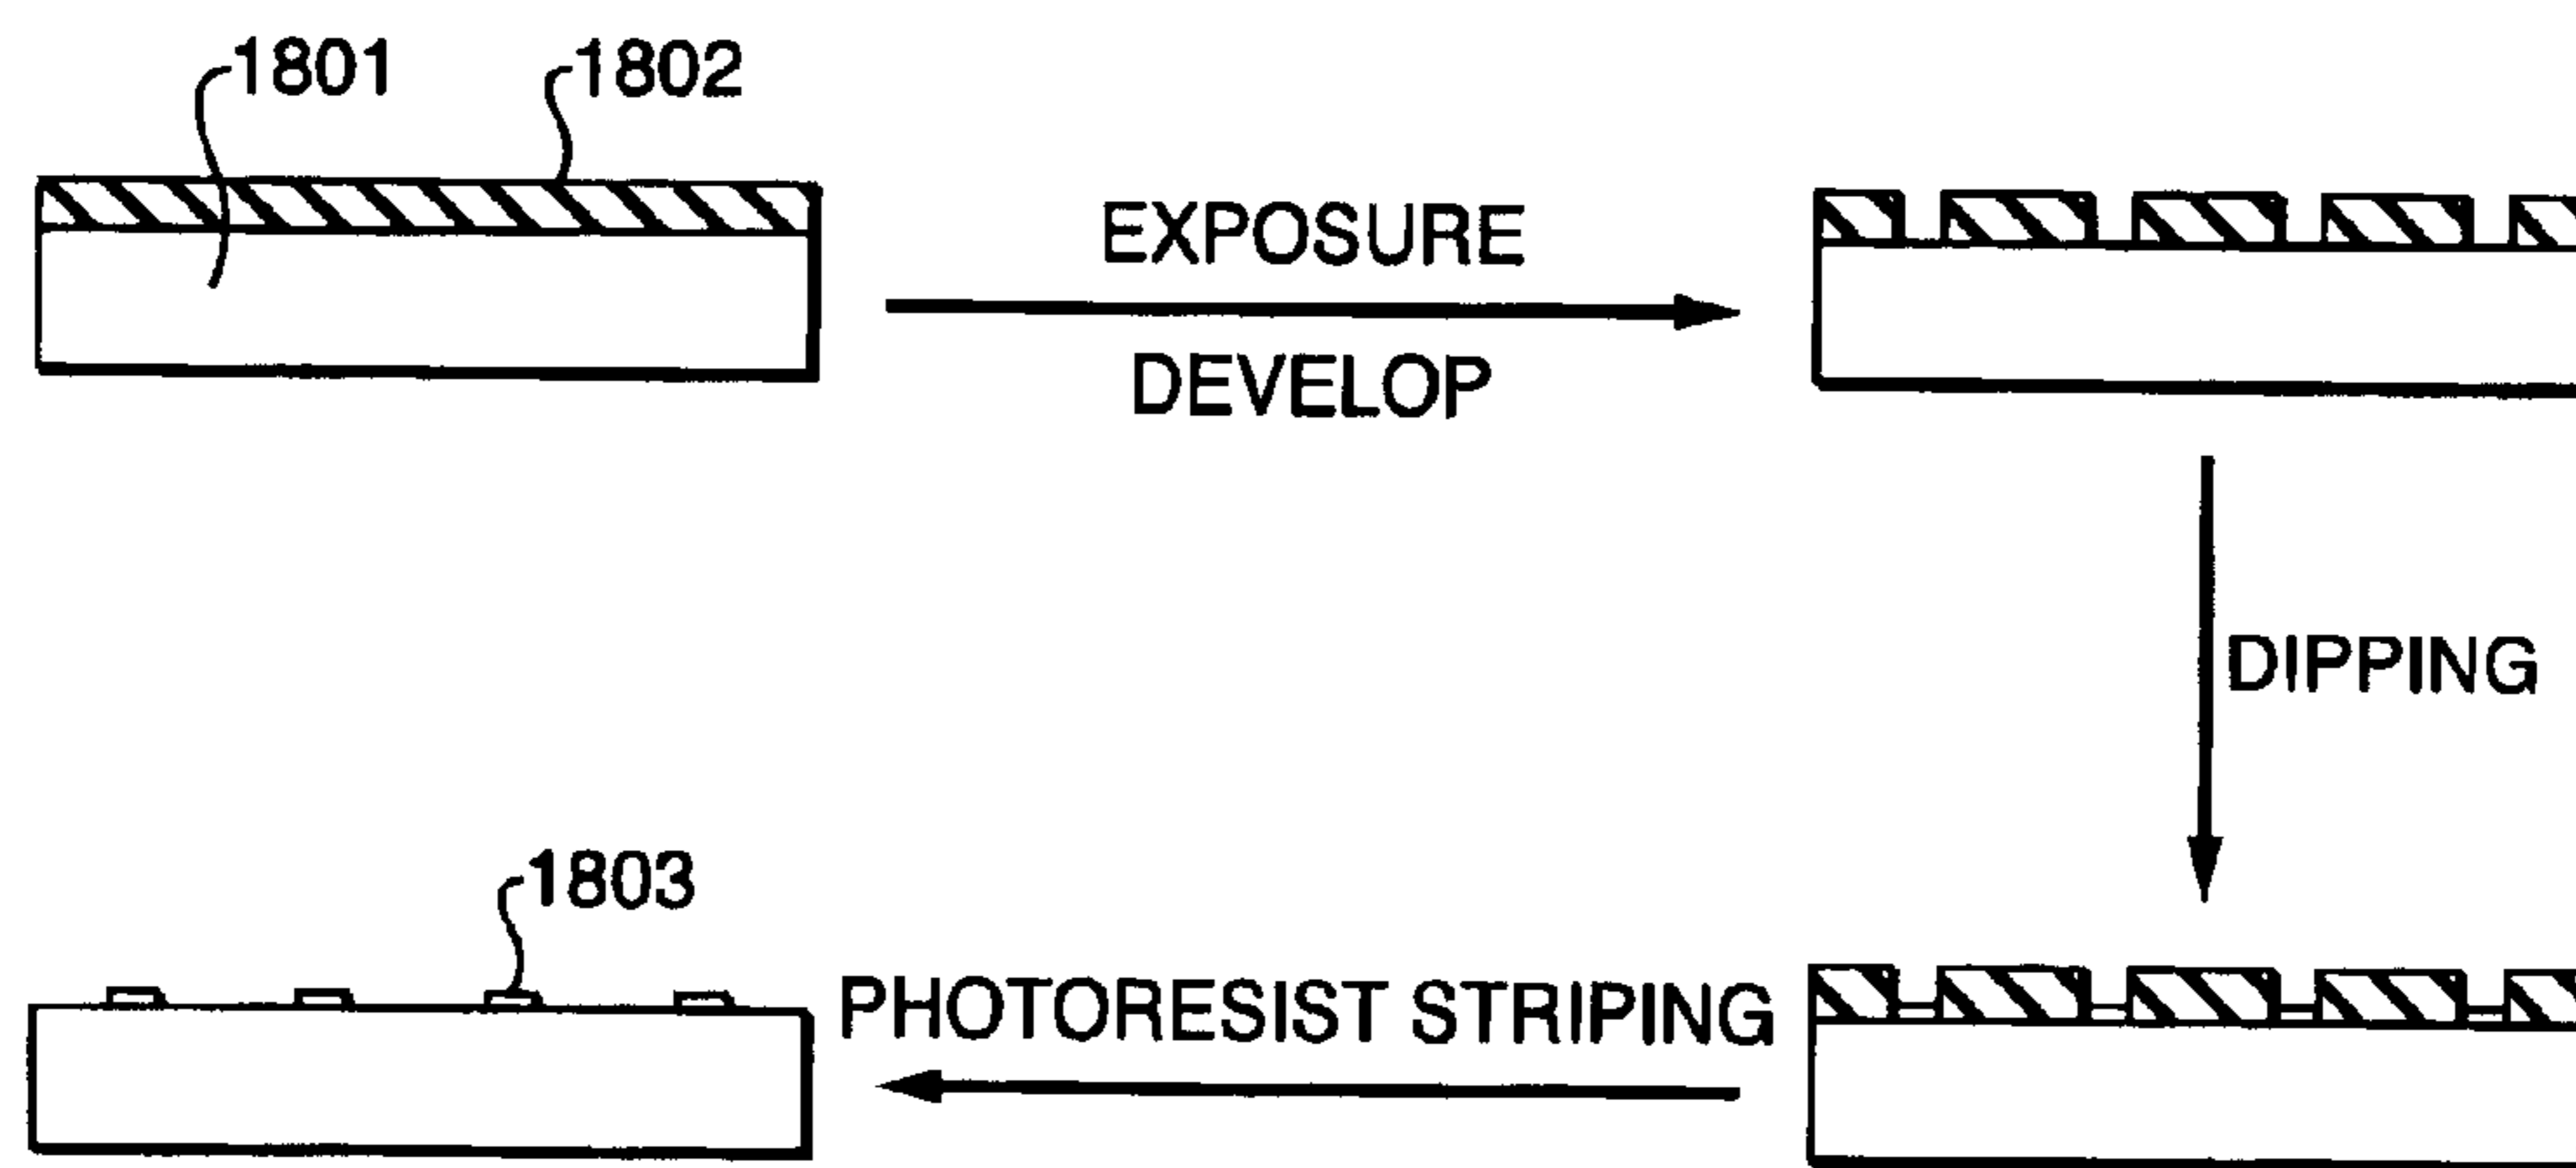 1801
1802
EXPOSURE
DEVELOP
DIPPING
1803
PHOTORESIST STRIPING